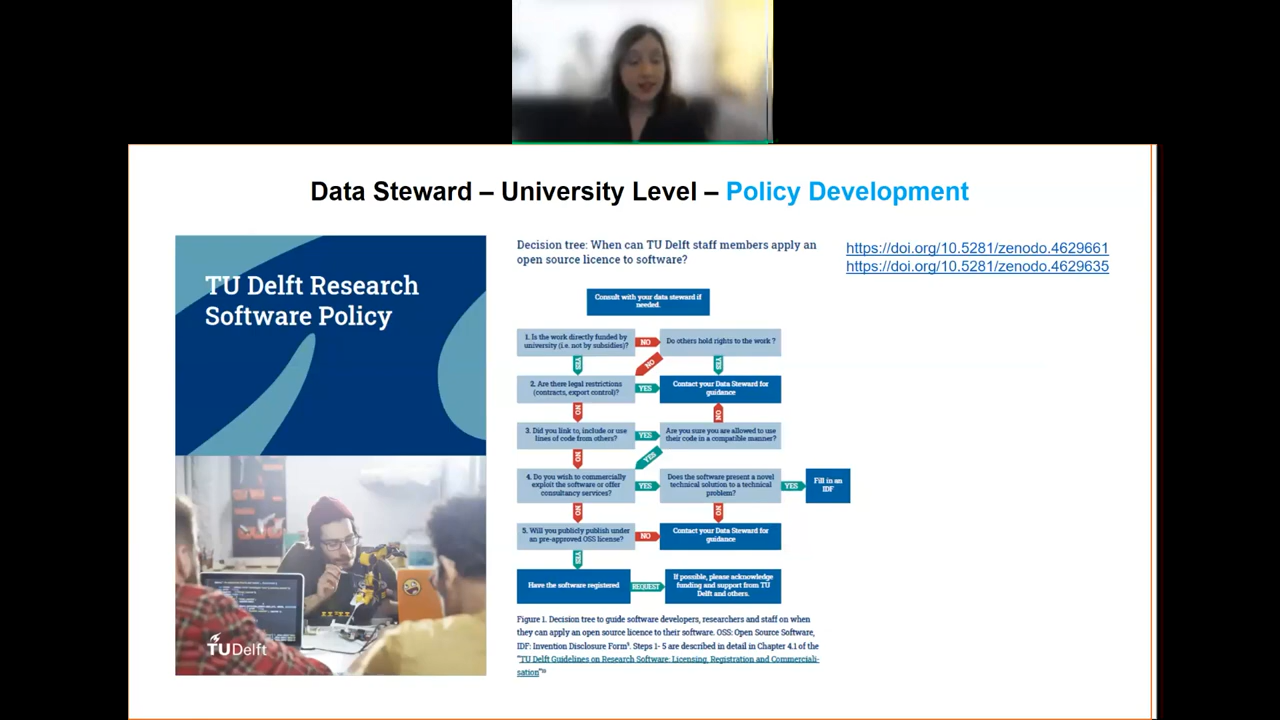 Data Steward – University Level – Policy Development
TU Delft Research
Software Policy
TUDelft
Decision tree: When can TU Delft staff members apply an
open source licence to software?
https://doi.org/10.5281/zenodo.4629661
https://doi.org/10.5281/zenodo.4629635
Consult with your data steward if
needed.
1. Is the work directly funded by
university (i.e. not by subsidies)?
NO
Do others hold rights to the work ?
YES
NO
YES
2. Are there legal restrictions
(contracts, export control)?
YES
Contact your Data Steward for
guidance
NO
NO
3. Did you link to, include or use
lines of code from others?
YES
Are you sure you are allowed to use
their code in a compatible manner?
NO
YES
4. Do you wish to commercially
exploit the software or offer
consultancy services?
YES
Does the software present a novel
technical solution to a technical
problem?
YES
Fill in an
IDF
NO
NO
5. Will you publicly publish under
an pre-approved OSS license?
NO
Contact your Data Steward for
guidance
YES
Have the software registered
REQUEST
If possible, please acknowledge
funding and support from TU
Delft and others.
Figure 1. Decision tree to guide software developers, researchers and staff on when
they can apply an open source licence to their software. OSS: Open Source Software,
IDF: Invention Disclosure Form⁹. Steps 1- 5 are described in detail in Chapter 4.1 of the
"TU Delft Guidelines on Research Software: Licensing, Registration and Commerciali-
sation"¹⁰